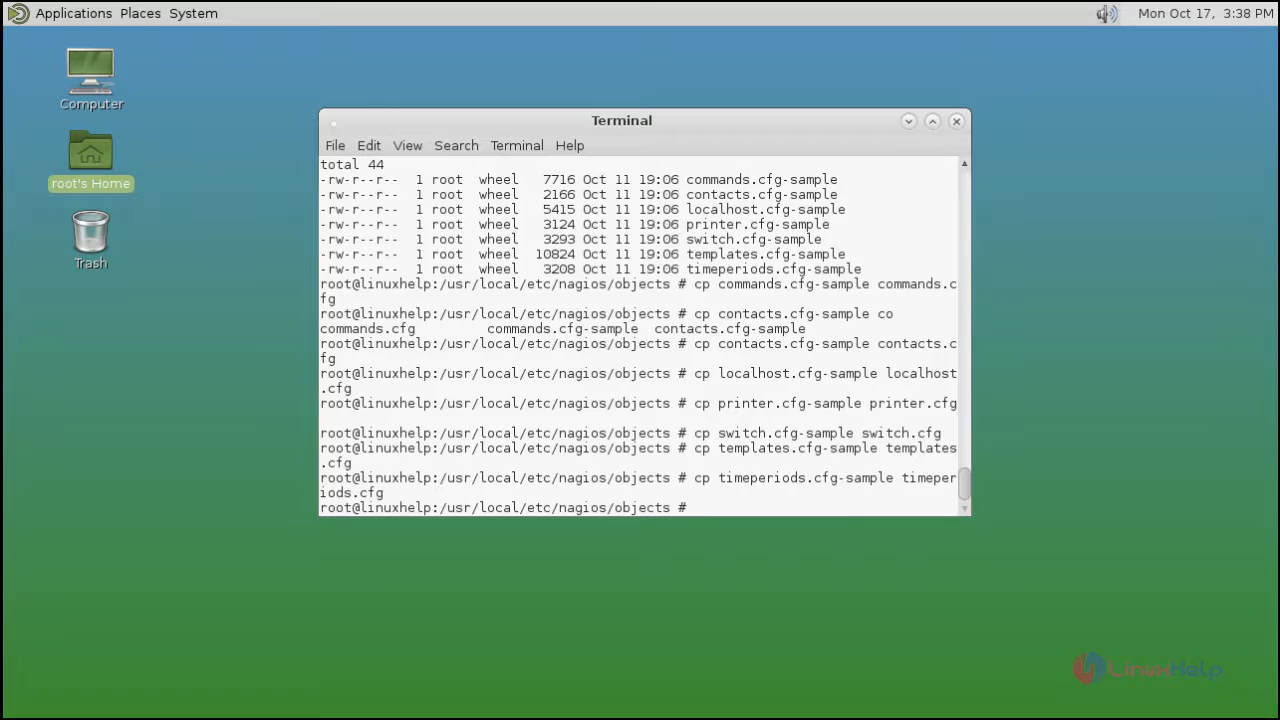 Applications Places System
Mon Oct 17, 3:38 PM
Computer
root's Home
Trash
Terminal
File Edit View Search Terminal Help
total 44
-rw-r--r--  1 root  wheel   7716 Oct 11 19:06 commands.cfg-sample
-rw-r--r--  1 root  wheel   2166 Oct 11 19:06 contacts.cfg-sample
-rw-r--r--  1 root  wheel   5415 Oct 11 19:06 localhost.cfg-sample
-rw-r--r--  1 root  wheel   3124 Oct 11 19:06 printer.cfg-sample
-rw-r--r--  1 root  wheel   3293 Oct 11 19:06 switch.cfg-sample
-rw-r--r--  1 root  wheel  10824 Oct 11 19:06 templates.cfg-sample
-rw-r--r--  1 root  wheel   3208 Oct 11 19:06 timeperiods.cfg-sample
root@linuxhelp:/usr/local/etc/nagios/objects # cp commands.cfg-sample commands.c
fg
root@linuxhelp:/usr/local/etc/nagios/objects # cp contacts.cfg-sample co
commands.cfg         commands.cfg-sample  contacts.cfg-sample
root@linuxhelp:/usr/local/etc/nagios/objects # cp contacts.cfg-sample contacts.c
fg
root@linuxhelp:/usr/local/etc/nagios/objects # cp localhost.cfg-sample localhost
.cfg
root@linuxhelp:/usr/local/etc/nagios/objects # cp printer.cfg-sample printer.cfg
root@linuxhelp:/usr/local/etc/nagios/objects # cp switch.cfg-sample switch.cfg
root@linuxhelp:/usr/local/etc/nagios/objects # cp templates.cfg-sample templates
.cfg
root@linuxhelp:/usr/local/etc/nagios/objects # cp timeperiods.cfg-sample timeper
iods.cfg
root@linuxhelp:/usr/local/etc/nagios/objects #
LinuxHelp